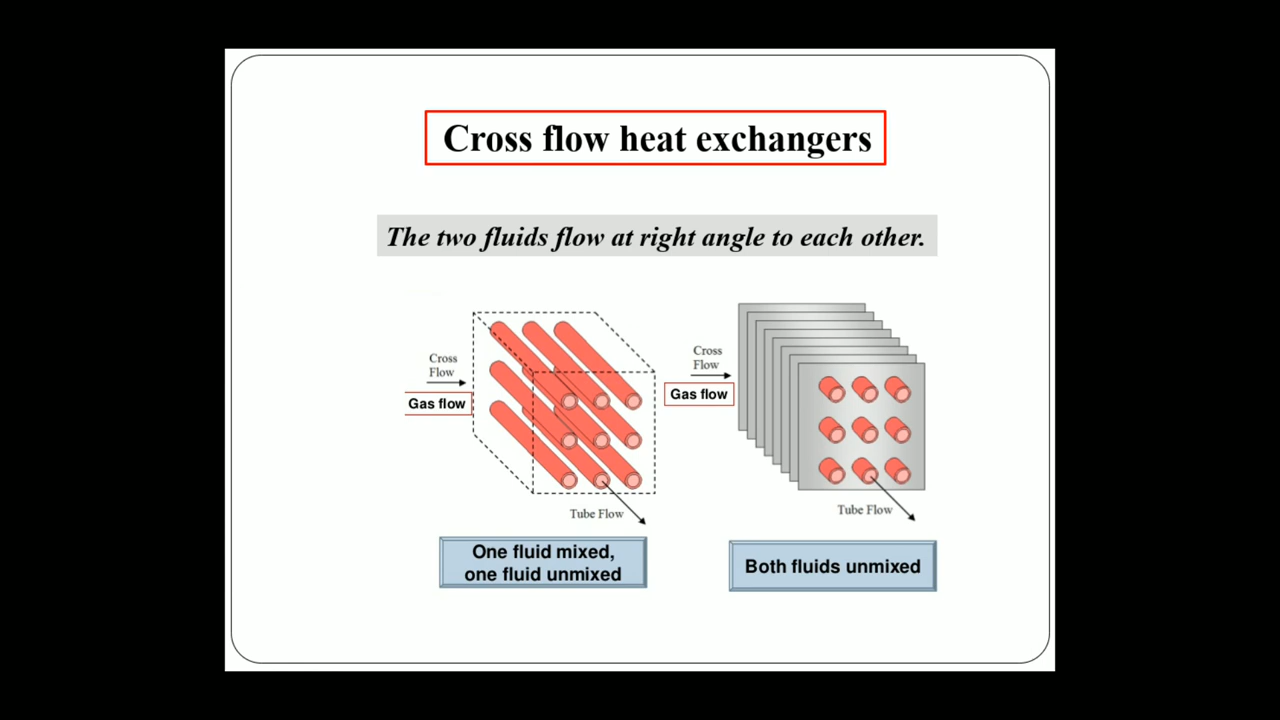 Cross flow heat exchangers
The two fluids flow at right angle to each other.
Cross
Flow
Gas flow
Tube Flow
One fluid mixed,
one fluid unmixed
Cross
Flow
Gas flow
Tube Flow
Both fluids unmixed